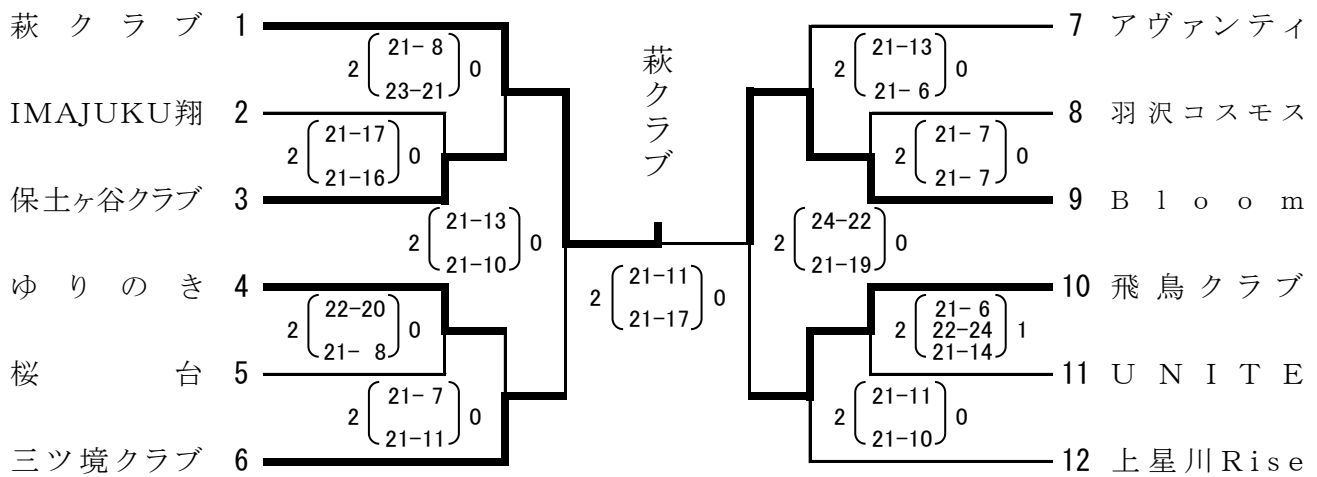 萩クラブ 1
21- 8
2 0
23-21
IMAJUKU翔 2
21-17
2 0
21-16
保土ヶ谷クラブ 3
21-13
2 0
21-10
ゆりのき 4
22-20
2 0
21- 8
桜台 5
21- 7
2 0
21-11
三ツ境クラブ 6
萩クラブ
21-11
2 0
21-17
7 アヴァンティ
21-13
2 0
21- 6
8 羽沢コスモス
21- 7
2 0
21- 7
9 Bloom
24-22
2 0
21-19
10 飛鳥クラブ
21- 6
2 22-24 1
21-14
11 UNITE
21-11
2 0
21-10
12 上星川Rise